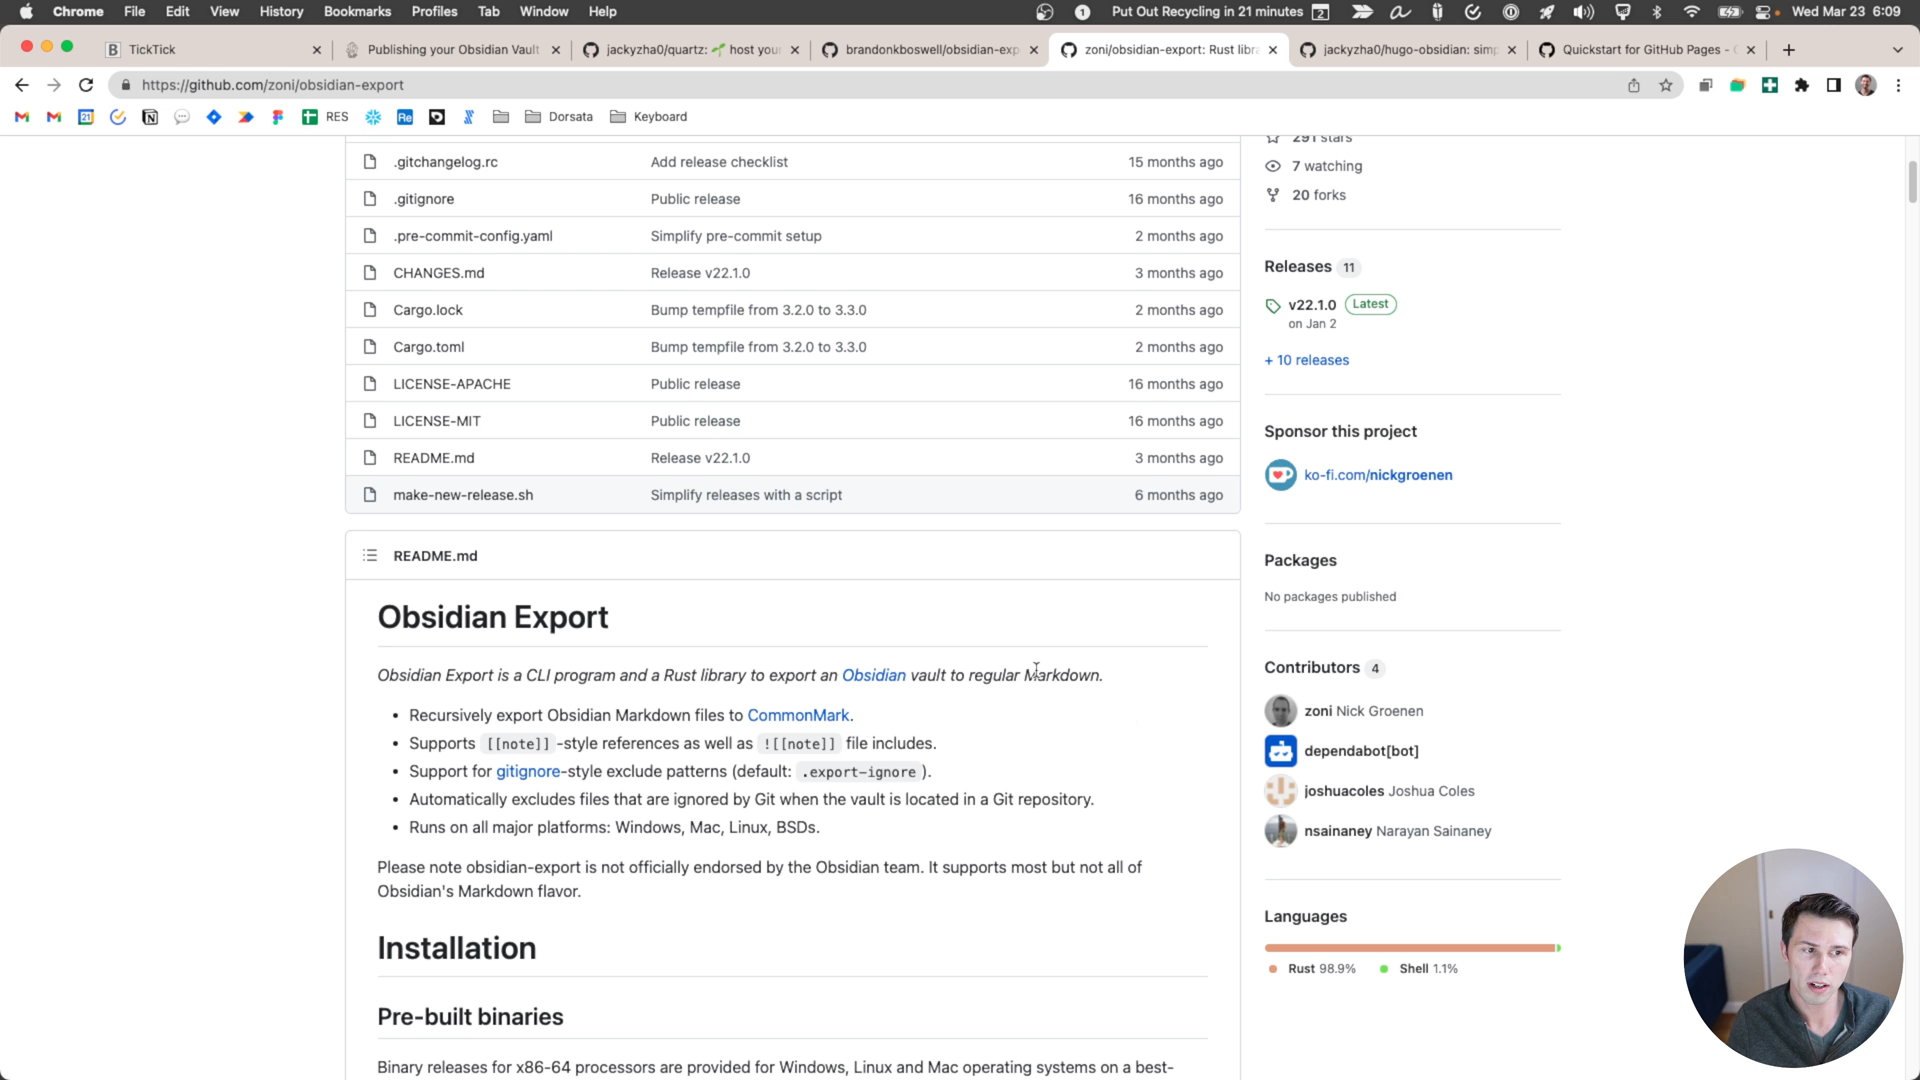 Chrome File Edit View History Bookmarks Profiles Tab Window Help
Put Out Recycling in 21 minutes 2 Wed Mar 23 6:09
TickTick
Publishing your Obsidian Vault
jackyzha0/quartz: 🌱 host your
brandonkboswell/obsidian-exp
zoni/obsidian-export: Rust libr
jackyzha0/hugo-obsidian: simp
Quickstart for GitHub Pages -
https://github.com/zoni/obsidian-export
RES
Dorsata
Keyboard
.gitchangelog.rc Add release checklist 15 months ago
.gitignore Public release 16 months ago
.pre-commit-config.yaml Simplify pre-commit setup 2 months ago
CHANGES.md Release v22.1.0 3 months ago
Cargo.lock Bump tempfile from 3.2.0 to 3.3.0 2 months ago
Cargo.toml Bump tempfile from 3.2.0 to 3.3.0 2 months ago
LICENSE-APACHE Public release 16 months ago
LICENSE-MIT Public release 16 months ago
README.md Release v22.1.0 3 months ago
make-new-release.sh Simplify releases with a script 6 months ago
README.md
Obsidian Export
Obsidian Export is a CLI program and a Rust library to export an Obsidian vault to regular Markdown.
• Recursively export Obsidian Markdown files to CommonMark.
• Supports [[note]] -style references as well as ![[note]] file includes.
• Support for gitignore-style exclude patterns (default: .export-ignore ).
• Automatically excludes files that are ignored by Git when the vault is located in a Git repository.
• Runs on all major platforms: Windows, Mac, Linux, BSDs.
Please note obsidian-export is not officially endorsed by the Obsidian team. It supports most but not all of
Obsidian's Markdown flavor.
Installation
Pre-built binaries
Binary releases for x86-64 processors are provided for Windows, Linux and Mac operating systems on a best-
291 stars
7 watching
20 forks
Releases 11
v22.1.0 Latest
on Jan 2
+ 10 releases
Sponsor this project
ko-fi.com/nickgroenen
Packages
No packages published
Contributors 4
zoni Nick Groenen
dependabot[bot]
joshuacoles Joshua Coles
nsainaney Narayan Sainaney
Languages
Rust 98.9% Shell 1.1%